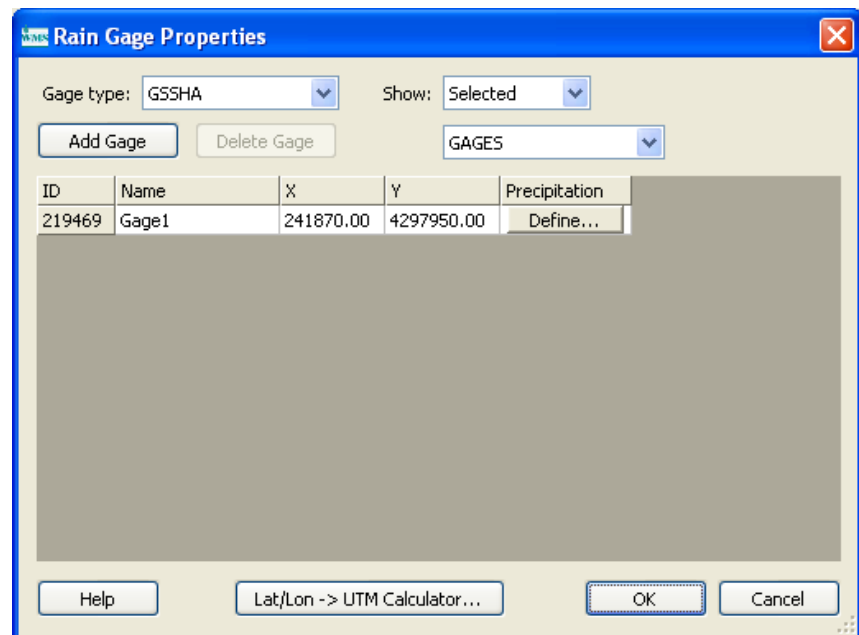 WMS Rain Gage Properties
Gage type: GSSHA Show: Selected
Add Gage Delete Gage GAGES
ID Name X Y Precipitation
219469 Gage1 241870.00 4297950.00 Define...
Help Lat/Lon -> UTM Calculator... OK Cancel